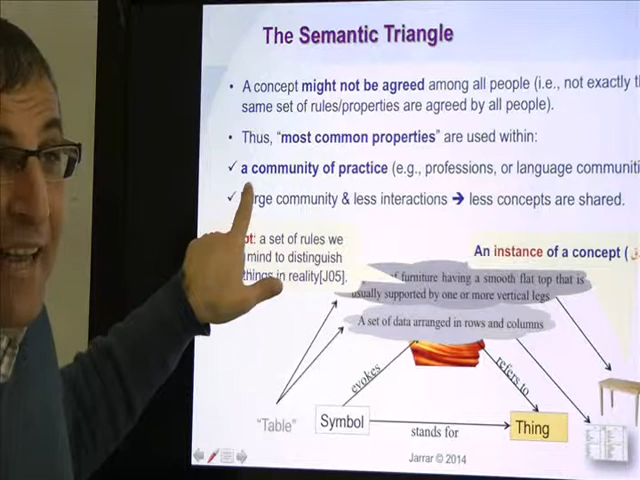 The Semantic Triangle
• A concept might not be agreed among all people (i.e., not exactly
same set of rules/properties are agreed by all people).
• Thus, "most common properties" are used within:
✓ a community of practice (e.g., professions, or language
✓ community & less interactions → less concepts are shared.
a set of rules we
mind to distinguish
things in reality[J05].
An instance of a concept (
of furniture having a smooth flat top that is
usually supported by one or more vertical legs
A set of data arranged in rows and columns
evokes
refers to
"Table"
Symbol
stands for
Thing
Jarrar © 2014